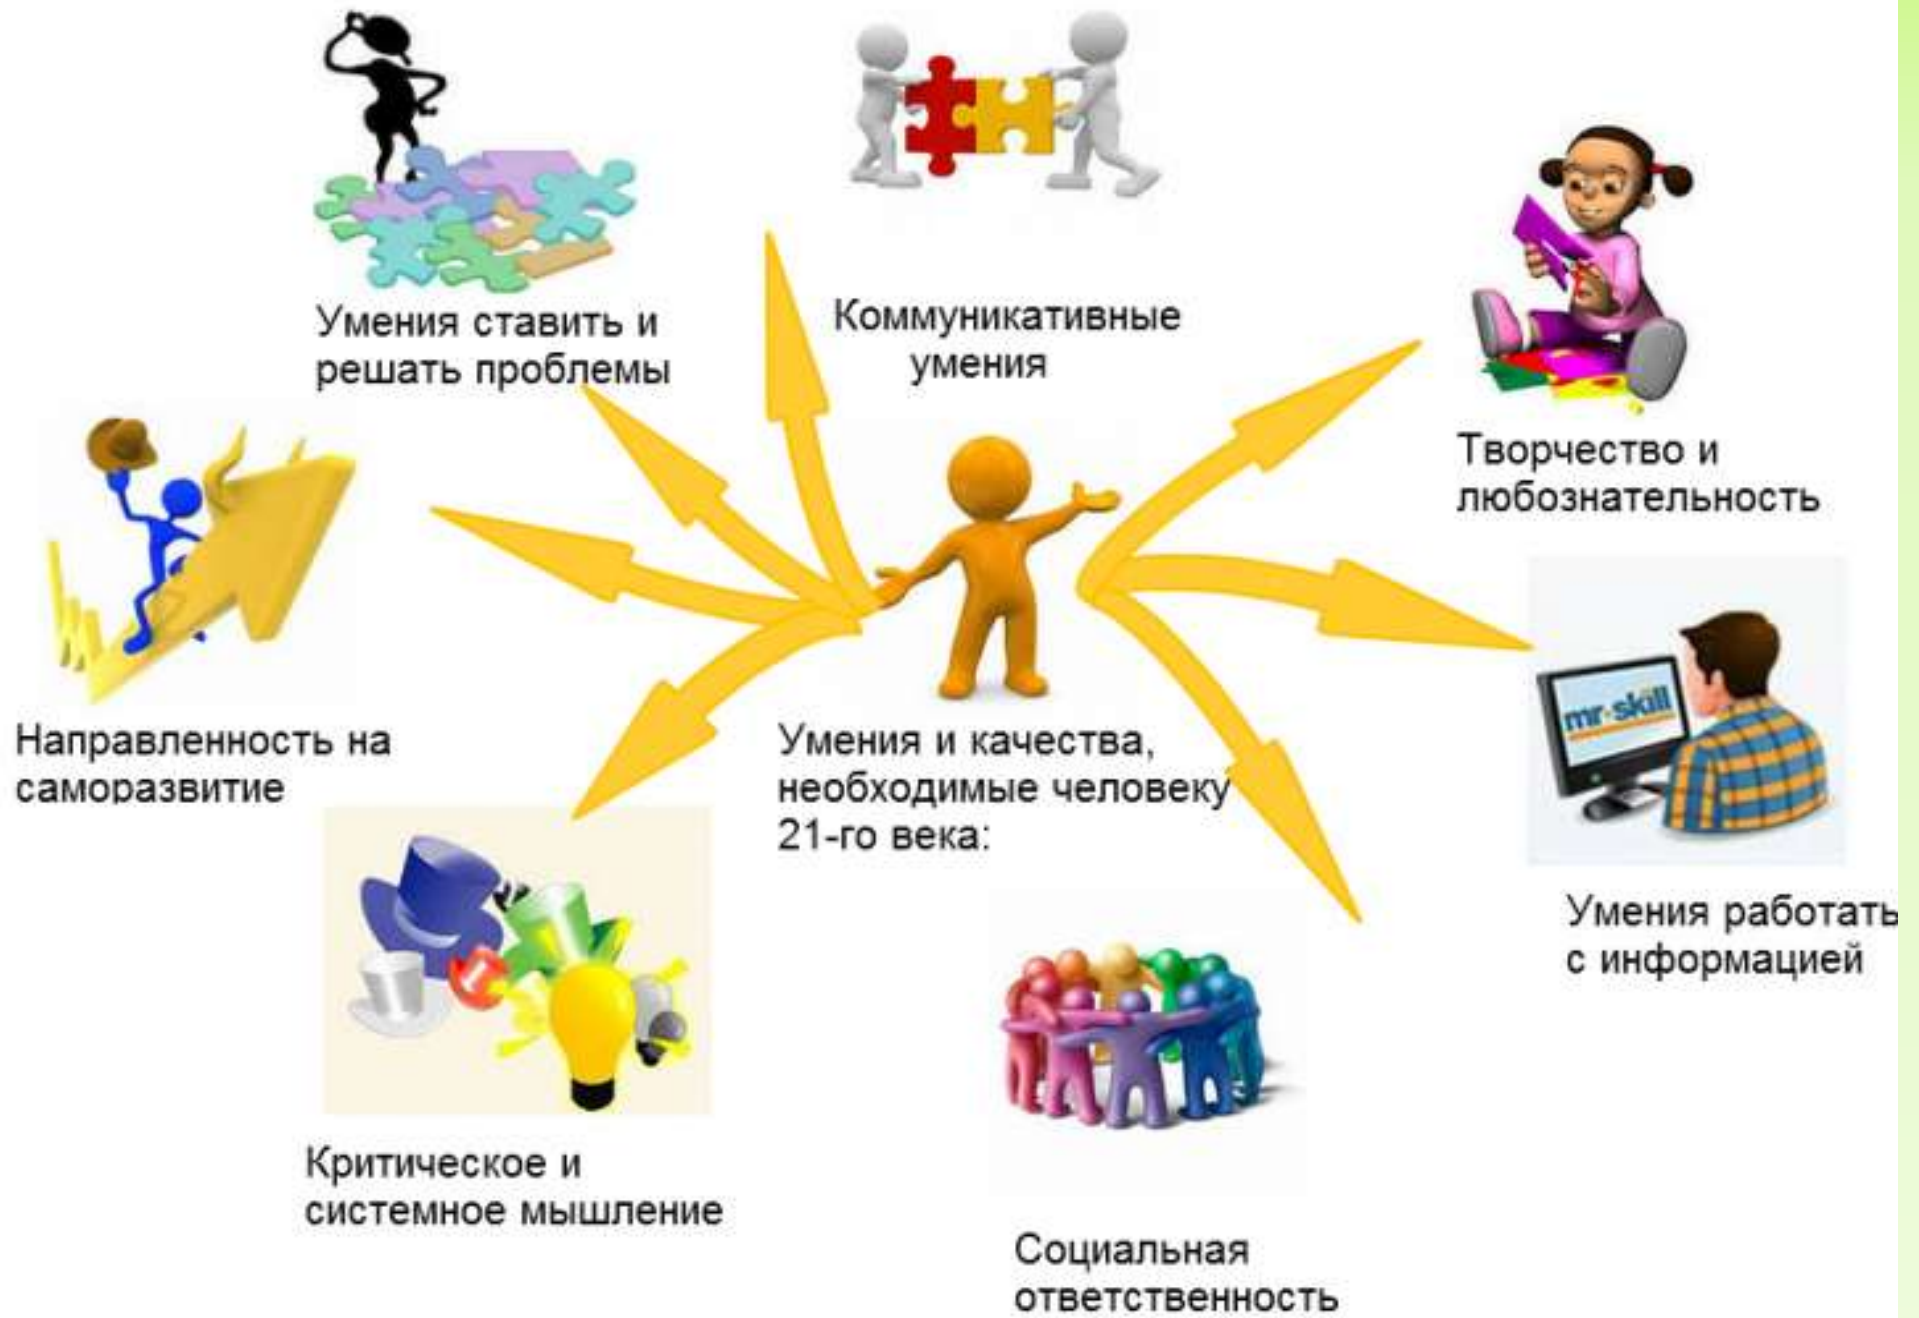 Умения ставить и
решать проблемы
Коммуникативные
умения
Творчество и
любознательность
Направленность на
саморазвитие
Умения и качества,
необходимые человеку
21-го века:
mr-skill
Умения работать
с информацией
Критическое и
системное мышление
Социальная
ответственность